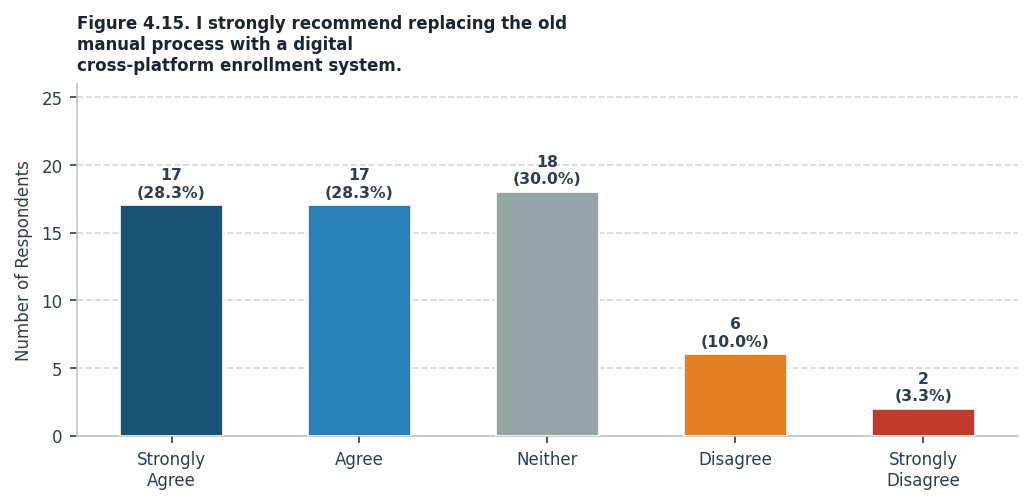 Figure 4.15. I strongly recommend replacing the old
manual process with a digital
cross-platform enrollment system.
Number of Respondents
25
20
15
10
5
0
17
(28.3%)
17
(28.3%)
18
(30.0%)
6
(10.0%)
2
(3.3%)
Strongly
Agree
Agree
Neither
Disagree
Strongly
Disagree